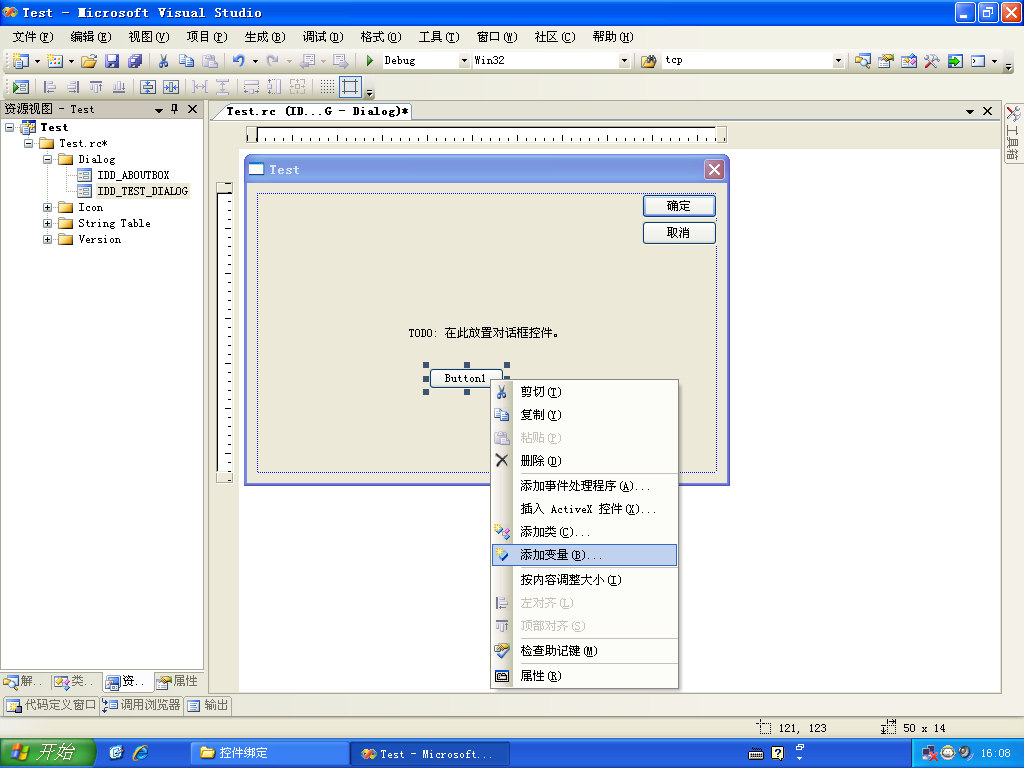 Test - Microsoft Visual Studio
文件(F) 编辑(E) 视图(V) 项目(P) 生成(B) 调试(D) 格式(O) 工具(T) 窗口(W) 社区(C) 帮助(H)
Debug Win32 tcp
资源视图 - Test
Test.rc (ID...G - Dialog)*
Test
Test.rc*
Dialog
IDD_ABOUTBOX
IDD_TEST_DIALOG
Icon
String Table
Version
工具箱
Test
确定
取消
TODO: 在此放置对话框控件。
Button1
剪切(T)
复制(Y)
粘贴(P)
删除(D)
添加事件处理程序(A)...
插入 ActiveX 控件(X)...
添加类(C)...
添加变量(B)...
按内容调整大小(I)
左对齐(L)
顶部对齐(S)
检查助记键(M)
属性(R)
解.. 类.. 资.. 属性
代码定义窗口 调用浏览器 输出
121, 123 50 x 14
开始 控件绑定 Test - Microsoft... 16:08